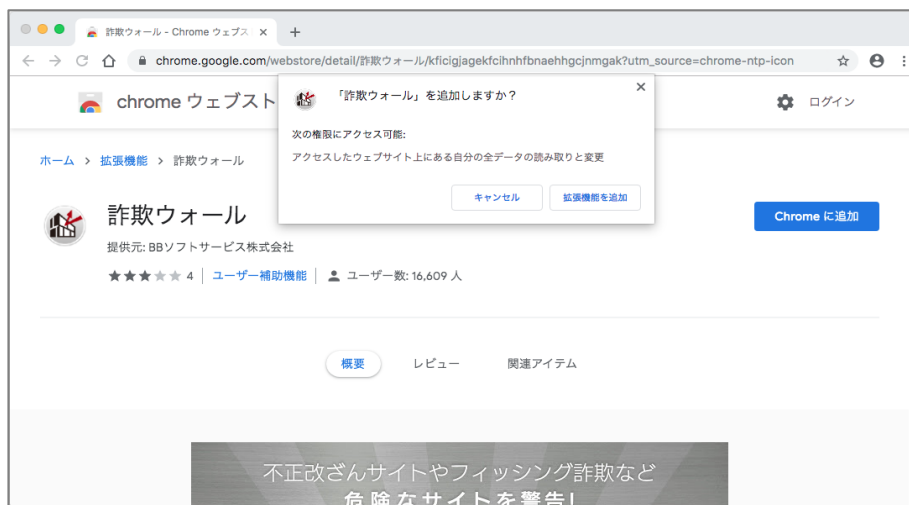 詐欺ウォール - Chrome ウェブス
chrome.google.com/webstore/detail/詐欺ウォール/kficigjagekfcihnhfbnaehhgcjnmgak?utm_source=chrome-ntp-icon
chrome ウェブスト
ログイン
「詐欺ウォール」を追加しますか？
次の権限にアクセス可能:
アクセスしたウェブサイト上にある自分の全データの読み取りと変更
キャンセル
拡張機能を追加
ホーム > 拡張機能 > 詐欺ウォール
詐欺ウォール
Chrome に追加
提供元: BBソフトサービス株式会社
4 | ユーザー補助機能 | ユーザー数: 16,609 人
概要
レビュー
関連アイテム
不正改ざんサイトやフィッシング詐欺など
危険なサイトを警告!